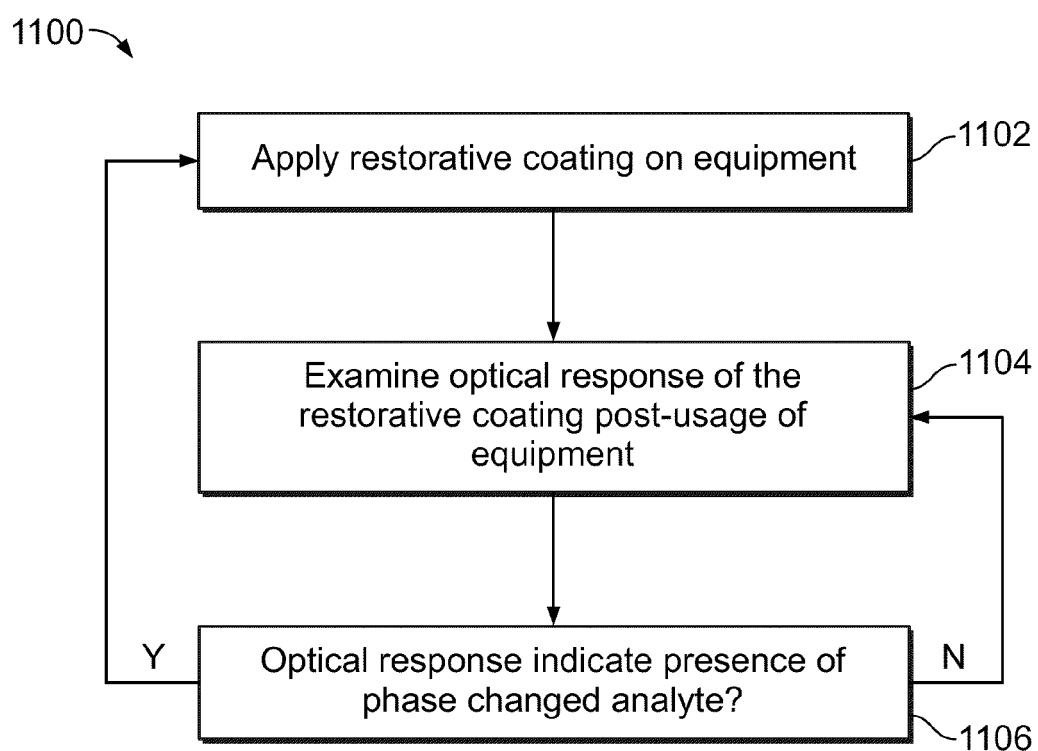 1100
Apply restorative coating on equipment
1102
Examine optical response of the
restorative coating post-usage of
equipment
1104
Y
Optical response indicate presence of
phase changed analyte?
N
1106